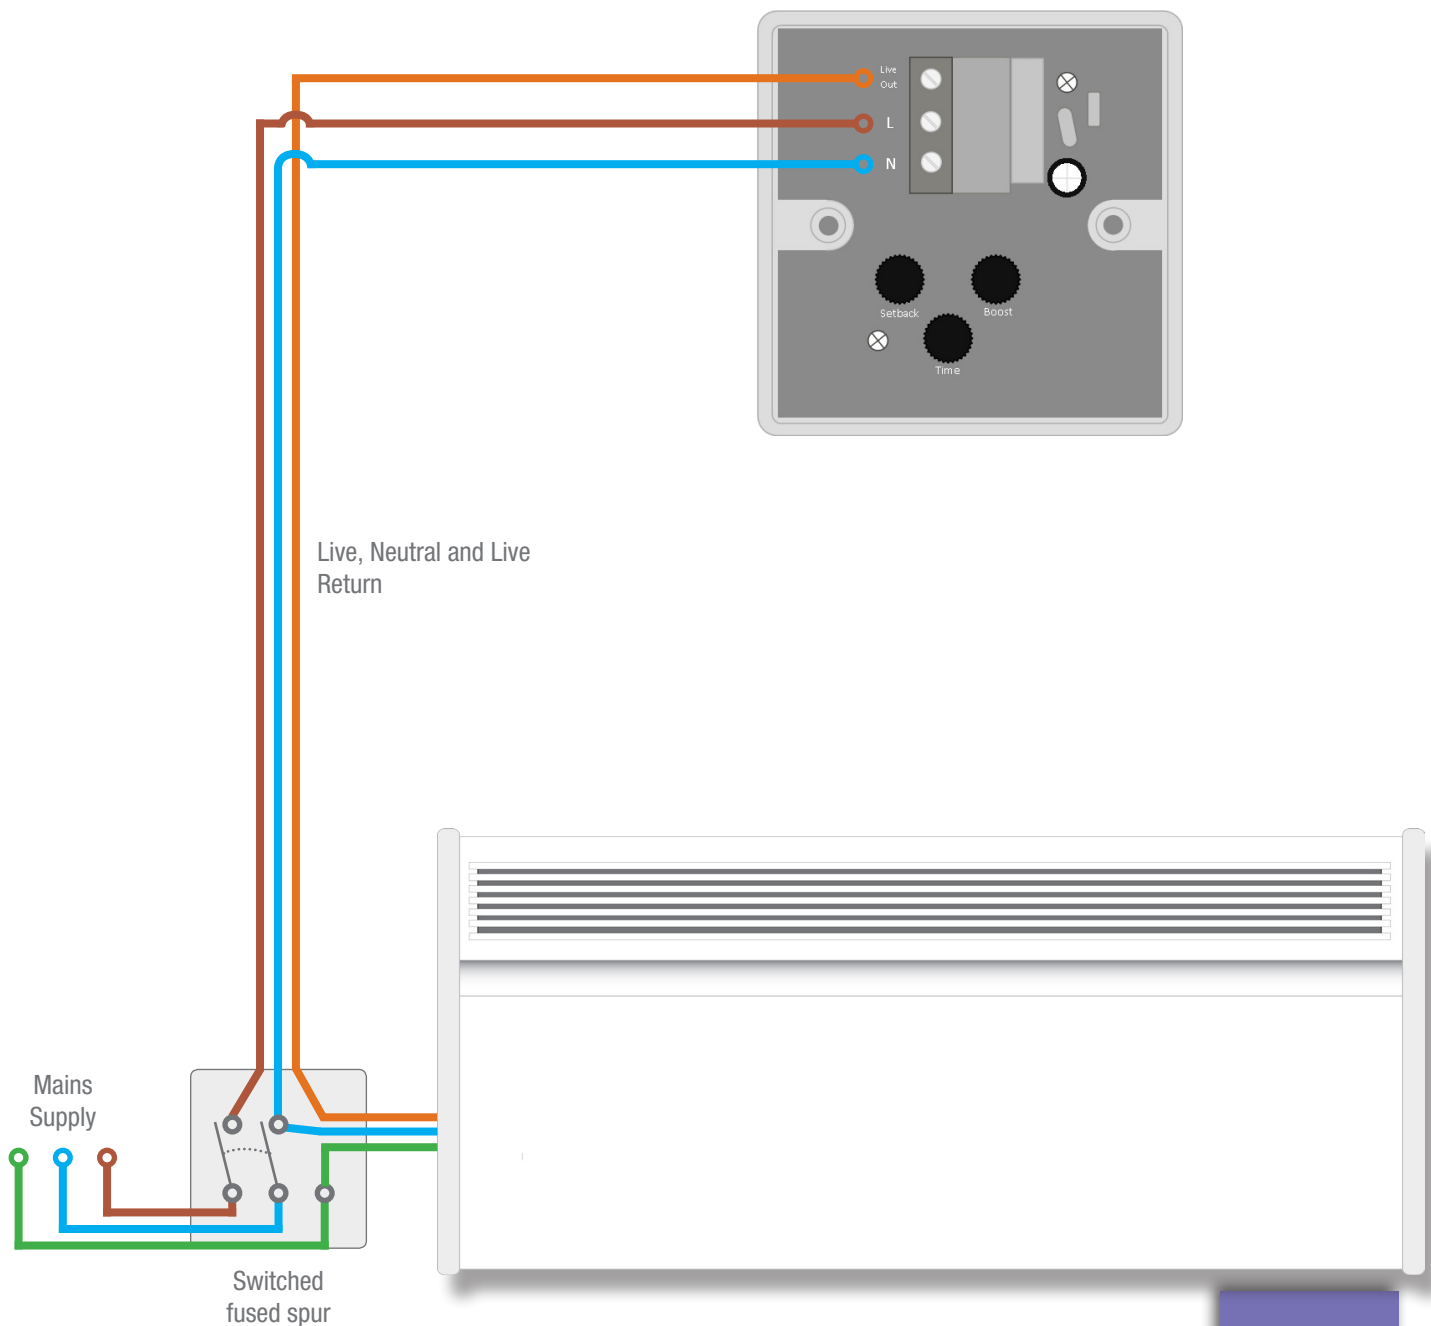 Live
Out
L
N
Setback
Boost
Time
Live, Neutral and Live
Return
Mains
Supply
Switched
fused spur